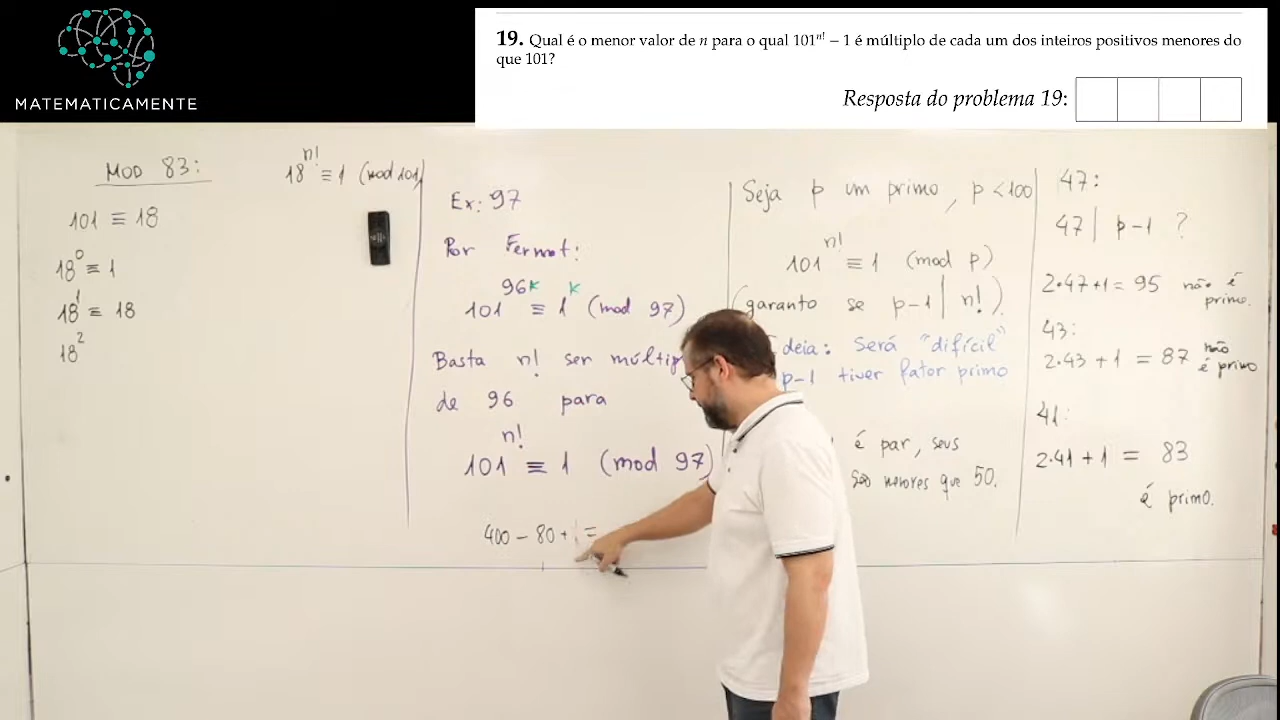 MATEMATICAMENTE
19. Qual é o menor valor de n para o qual 101^{n!} − 1 é múltiplo de cada um dos inteiros positivos menores do
que 101?
Resposta do problema 19:
MOD 83:
18^{n!} ≡ 1 (mod 101)
101 ≡ 18
18^0 ≡ 1
18^1 ≡ 18
18^2
Ex: 97
Por Fermat:
101^{96k} ≡ 1^k (mod 97)
Basta n! ser
de 96 para
101^{n!} ≡ 1 (mod 97)
400 - 80 + =
Seja p um primo, p < 100
101^{n!} ≡ 1 (mod p)
(garanto se p-1 | n!).
Será "difícil"
p-1 tiver fator primo
é par, seus
são menores que 50.
47:
47 | p-1 ?
2.47+1 = 95 não é
primo.
43:
2.43 + 1 = 87 não
é primo
41:
2.41 + 1 = 83
é primo.